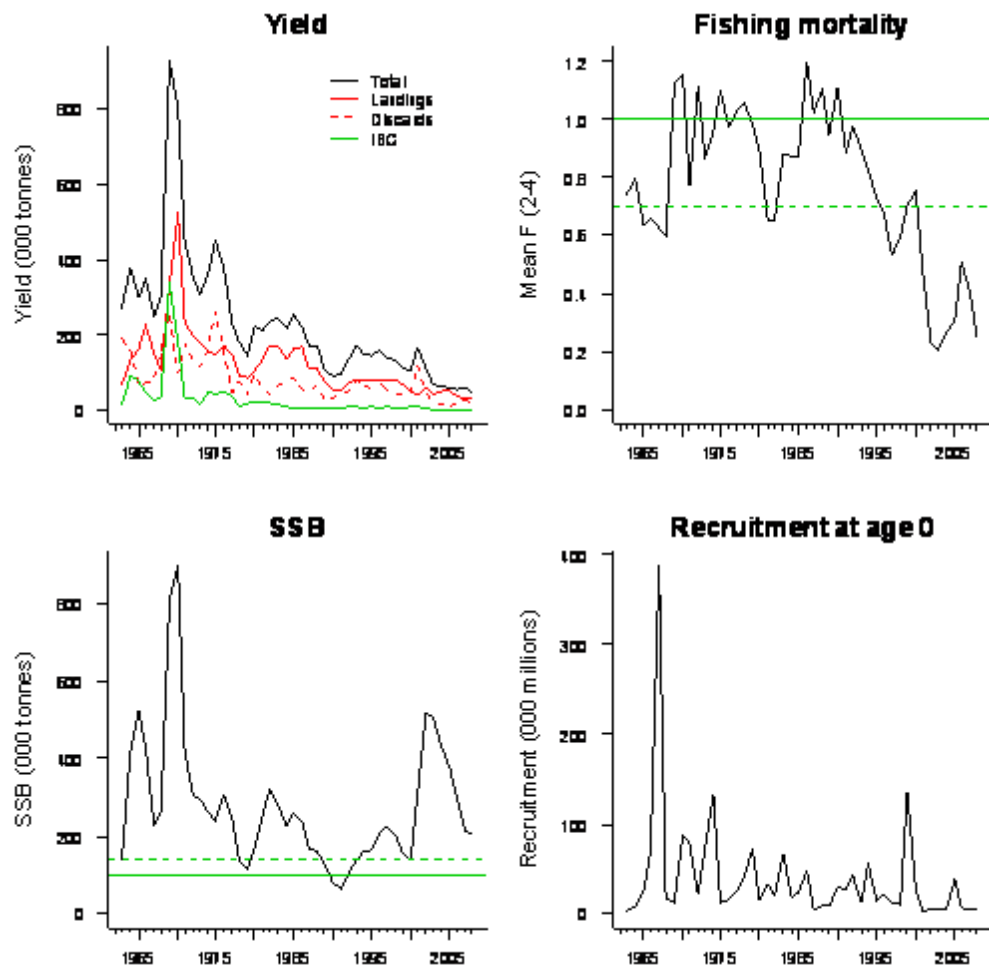 Yield
Yield (000 tonnes)
800
600
400
200
0
Total
Landings
Discards
IBC
1965 1975 1985 1995 2005
Fishing mortality
Mean F (2-4)
1.2
1.0
0.8
0.6
0.4
0.2
0.0
1965 1975 1985 1995 2005
SSB
SSB (000 tonnes)
800
600
400
200
0
1965 1975 1985 1995 2005
Recruitment at age 0
Recruitment (000 millions)
400
300
200
100
0
1965 1975 1985 1995 2005